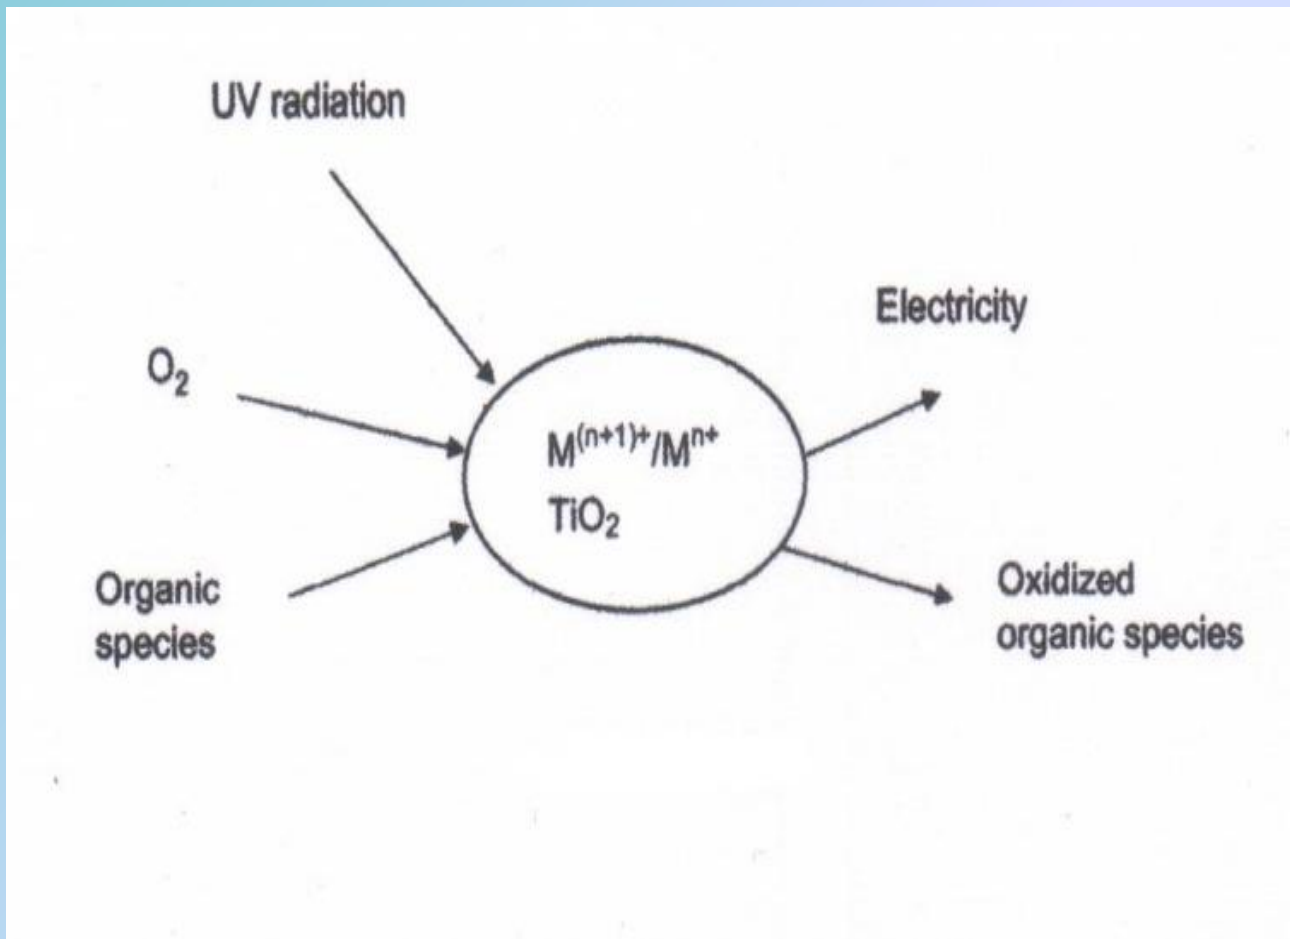 UV radiation
O₂
Electricity
M⁽ⁿ⁺¹⁾⁺/Mⁿ⁺
TiO₂
Organic
species
Oxidized
organic species